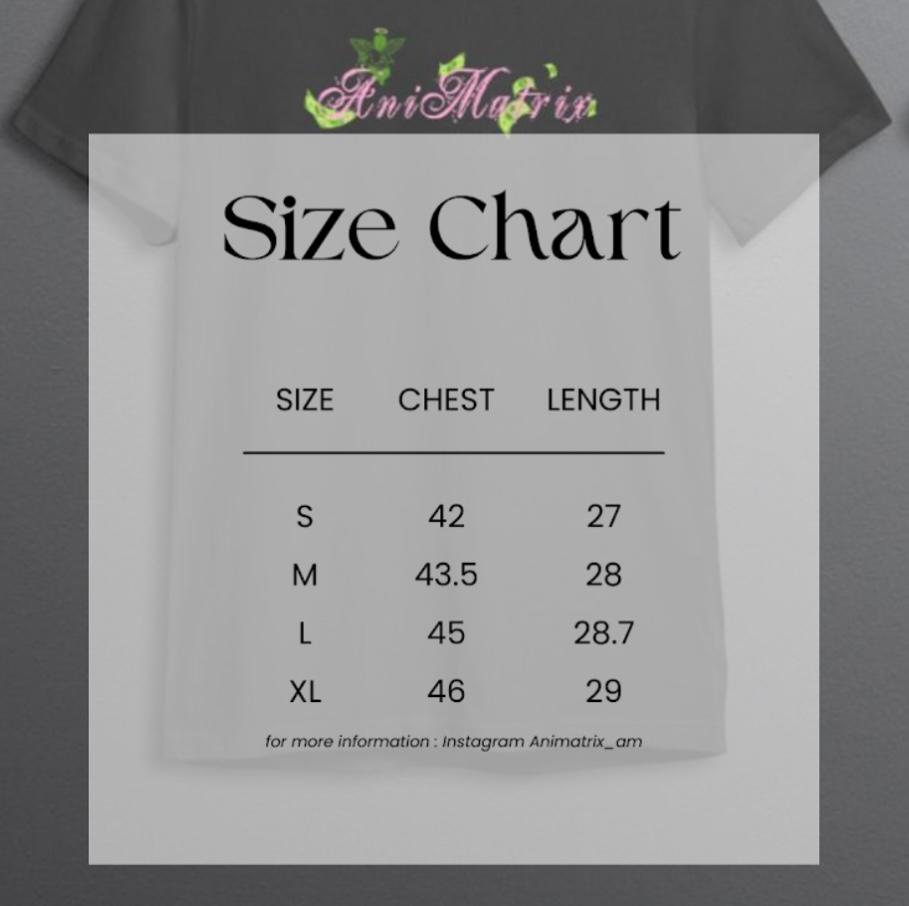 AniMatrix
Size Chart
SIZE CHEST LENGTH
S 42 27
M 43.5 28
L 45 28.7
XL 46 29
for more information : Instagram Animatrix_am